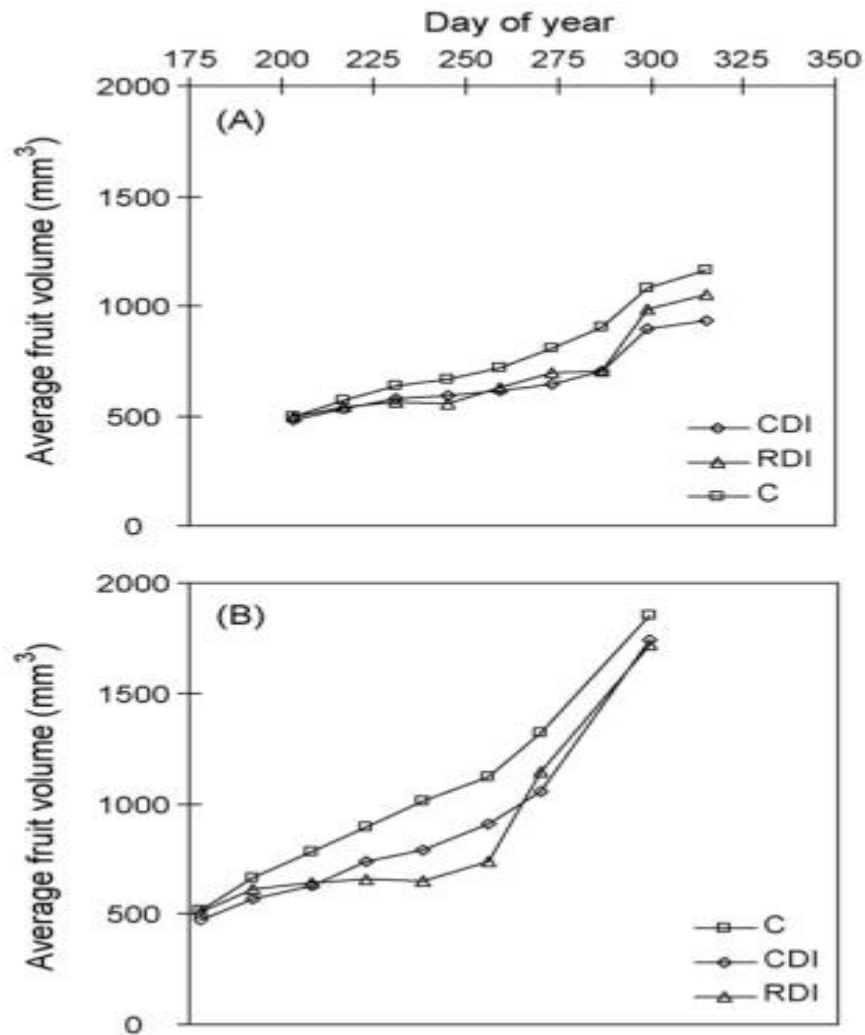 Day of year
175 200 225 250 275 300 325 350
2000
(A)
1500
1000
500
0
Average fruit volume (mm³)
CDI
RDI
C
2000
(B)
1500
1000
500
0
Average fruit volume (mm³)
C
CDI
RDI